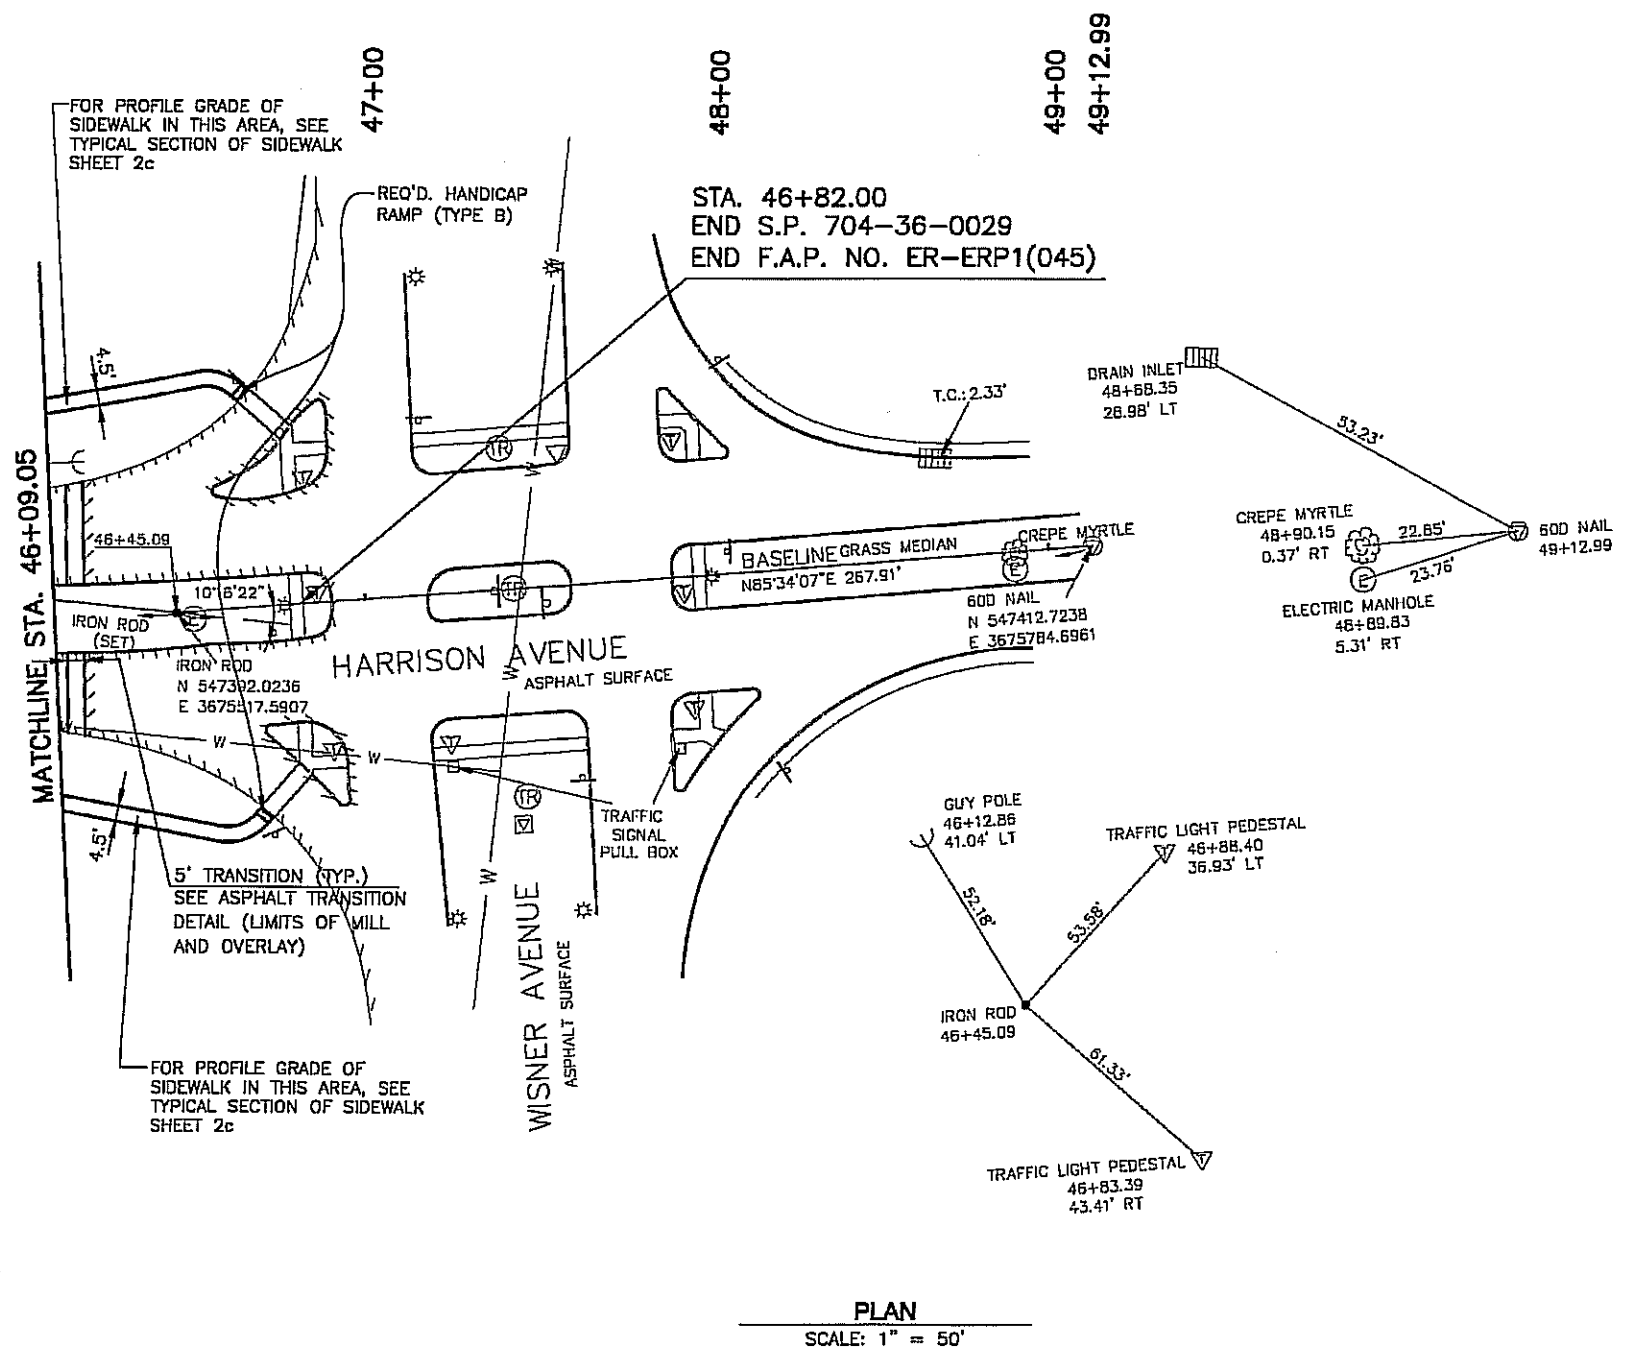 47+00
48+00
49+00
49+12.99
FOR PROFILE GRADE OF
SIDEWALK IN THIS AREA, SEE
TYPICAL SECTION OF SIDEWALK
SHEET 2c
REQ'D. HANDICAP
RAMP (TYPE B)
STA. 46+82.00
END S.P. 704-36-0029
END F.A.P. NO. ER-ERP1(045)
4.5'
TR
W
W
T
T
T
T.C.: 2.33'
DRAIN INLET
48+68.35
28.98' LT
53.23'
CREPE MYRTLE
48+90.15
0.37' RT
22.85'
60D NAIL
49+12.99
E
23.76'
ELECTRIC MANHOLE
48+89.83
5.31' RT
MATCHLINE STA. 46+09.05
46+45.09
10°6'22"
IRON ROD
(SET)
E
TR
T
BASELINE
GRASS MEDIAN
CREPE MYRTLE
N85°34'07"E 267.91'
E
60D NAIL
N 547412.7238
E 3675784.6961
IRON ROD
N 547392.0236
E 3675517.5907
HARRISON AVENUE
ASPHALT SURFACE
W
W
W
T
T
T
TR
W
TRAFFIC
SIGNAL
PULL BOX
4.5'
5' TRANSITION (TYP.)
SEE ASPHALT TRANSITION
DETAIL (LIMITS OF MILL
AND OVERLAY)
WISNER AVENUE
ASPHALT SURFACE
GUY POLE
46+12.86
41.04' LT
TRAFFIC LIGHT PEDESTAL
46+88.40
36.93' LT
T
52.18'
53.58'
IRON ROD
46+45.09
61.33'
TRAFFIC LIGHT PEDESTAL
T
46+83.39
43.41' RT
FOR PROFILE GRADE OF
SIDEWALK IN THIS AREA, SEE
TYPICAL SECTION OF SIDEWALK
SHEET 2c
PLAN
SCALE: 1" = 50'